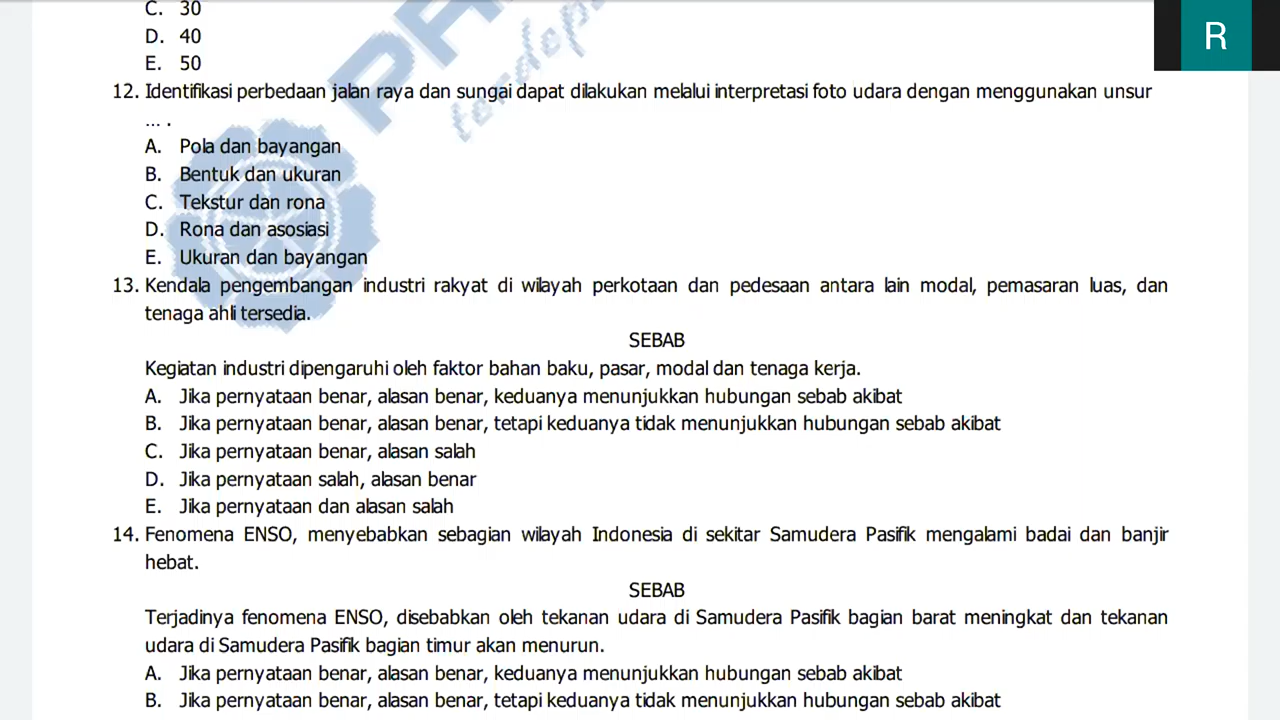 C. 30
D. 40
E. 50
R
12. Identifikasi perbedaan jalan raya dan sungai dapat dilakukan melalui interpretasi foto udara dengan menggunakan unsur
... .
A. Pola dan bayangan
B. Bentuk dan ukuran
C. Tekstur dan rona
D. Rona dan asosiasi
E. Ukuran dan bayangan
13. Kendala pengembangan industri rakyat di wilayah perkotaan dan pedesaan antara lain modal, pemasaran luas, dan
tenaga ahli tersedia.
SEBAB
Kegiatan industri dipengaruhi oleh faktor bahan baku, pasar, modal dan tenaga kerja.
A. Jika pernyataan benar, alasan benar, keduanya menunjukkan hubungan sebab akibat
B. Jika pernyataan benar, alasan benar, tetapi keduanya tidak menunjukkan hubungan sebab akibat
C. Jika pernyataan benar, alasan salah
D. Jika pernyataan salah, alasan benar
E. Jika pernyataan dan alasan salah
14. Fenomena ENSO, menyebabkan sebagian wilayah Indonesia di sekitar Samudera Pasifik mengalami badai dan banjir
hebat.
SEBAB
Terjadinya fenomena ENSO, disebabkan oleh tekanan udara di Samudera Pasifik bagian barat meningkat dan tekanan
udara di Samudera Pasifik bagian timur akan menurun.
A. Jika pernyataan benar, alasan benar, keduanya menunjukkan hubungan sebab akibat
B. Jika pernyataan benar, alasan benar, tetapi keduanya tidak menunjukkan hubungan sebab akibat